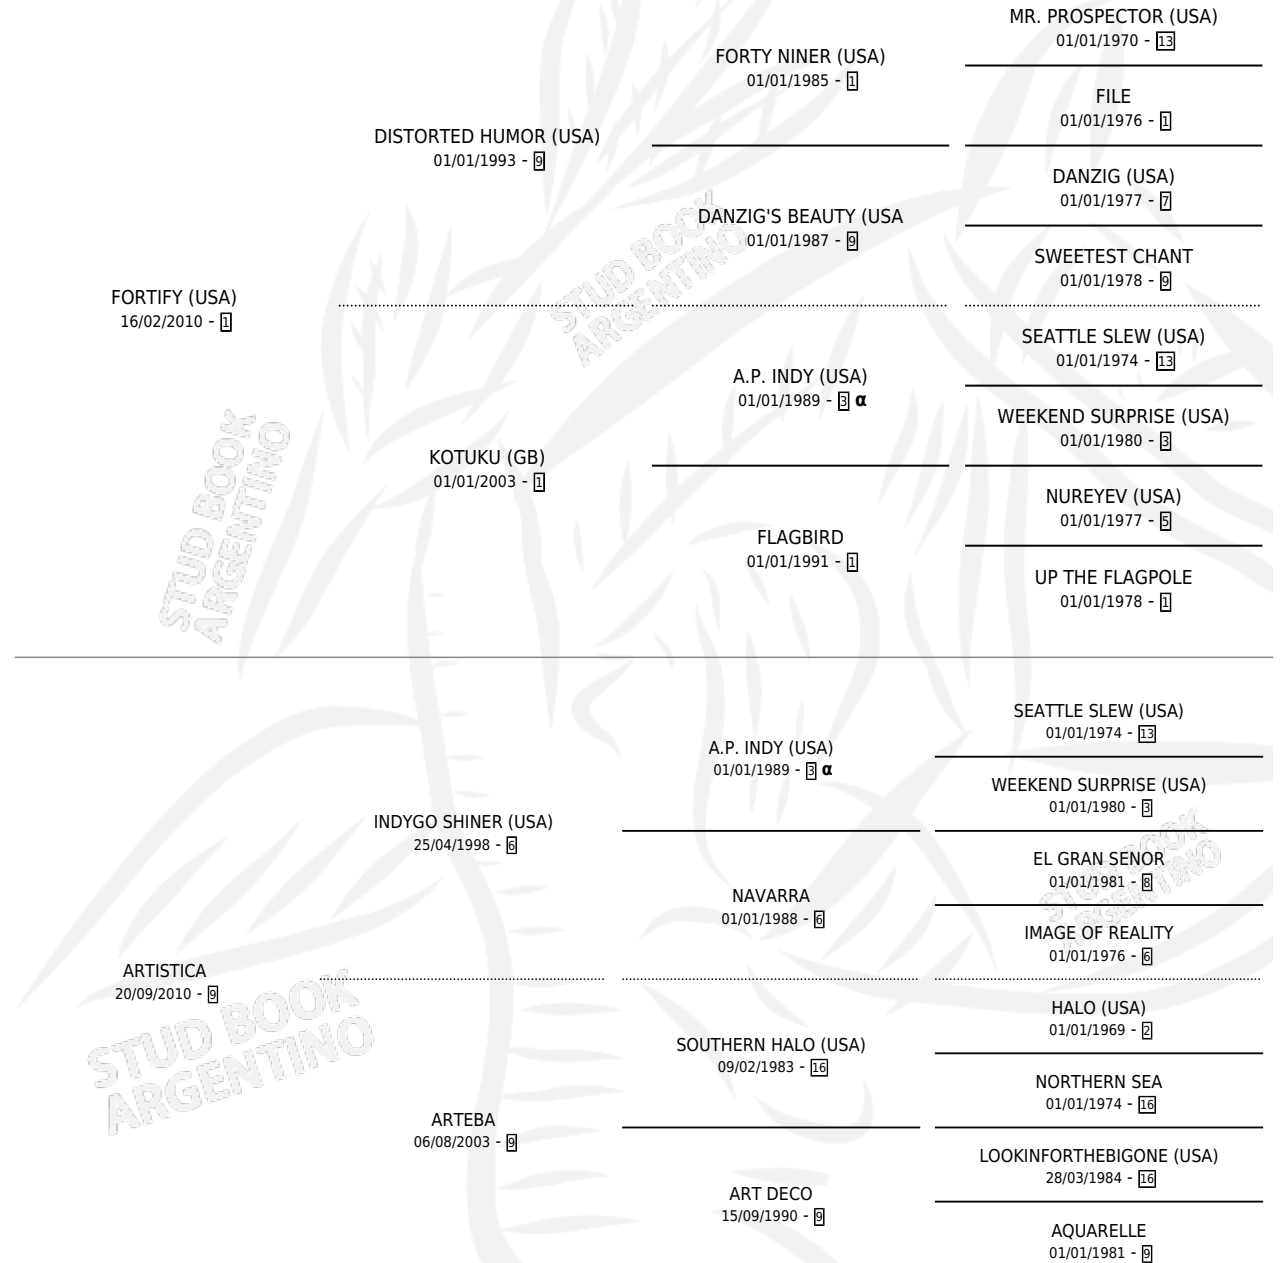 MR. PROSPECTOR (USA)
01/01/1970 - 13
FORTY NINER (USA)
01/01/1985 - 1
FILE
01/01/1976 - 1
DISTORTED HUMOR (USA)
01/01/1993 - 9
DANZIG (USA)
01/01/1977 - 7
DANZIG'S BEAUTY (USA
01/01/1987 - 9
SWEETEST CHANT
01/01/1978 - 9
FORTIFY (USA)
16/02/2010 - 1
SEATTLE SLEW (USA)
01/01/1974 - 13
A.P. INDY (USA)
01/01/1989 - 3 α
WEEKEND SURPRISE (USA)
01/01/1980 - 3
KOTUKU (GB)
01/01/2003 - 1
NUREYEV (USA)
01/01/1977 - 5
FLAGBIRD
01/01/1991 - 1
UP THE FLAGPOLE
01/01/1978 - 1
SEATTLE SLEW (USA)
01/01/1974 - 13
A.P. INDY (USA)
01/01/1989 - 3 α
WEEKEND SURPRISE (USA)
01/01/1980 - 3
INDYGO SHINER (USA)
25/04/1998 - 6
EL GRAN SENOR
01/01/1981 - 8
NAVARRA
01/01/1988 - 6
IMAGE OF REALITY
01/01/1976 - 6
ARTISTICA
20/09/2010 - 9
HALO (USA)
01/01/1969 - 2
SOUTHERN HALO (USA)
09/02/1983 - 16
NORTHERN SEA
01/01/1974 - 16
ARTEBA
06/08/2003 - 9
LOOKINFORTHEBIGONE (USA)
28/03/1984 - 16
ART DECO
15/09/1990 - 9
AQUARELLE
01/01/1981 - 9
STUD BOOK
ARGENTINO
STUD BOOK
ARGENTINO
STUD BOOK
ARGENTINO
STUD BOOK
ARGENTINO